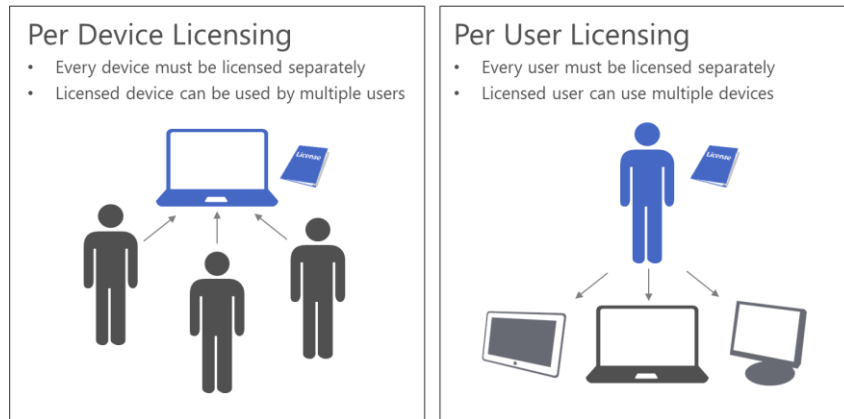 Per Device Licensing
• Every device must be licensed separately
• Licensed device can be used by multiple users
License
Per User Licensing
• Every user must be licensed separately
• Licensed user can use multiple devices
License